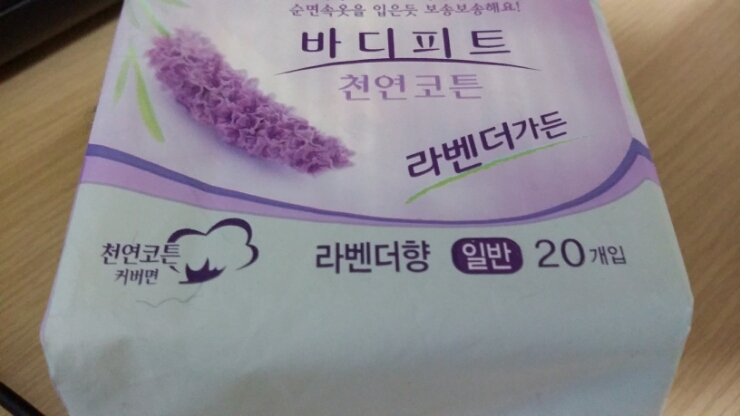 순면속옷을 입은듯 보송보송해요!
바디피트
천연코튼
라벤더가든
천연코튼
커버면
라벤더향 일반 20개입